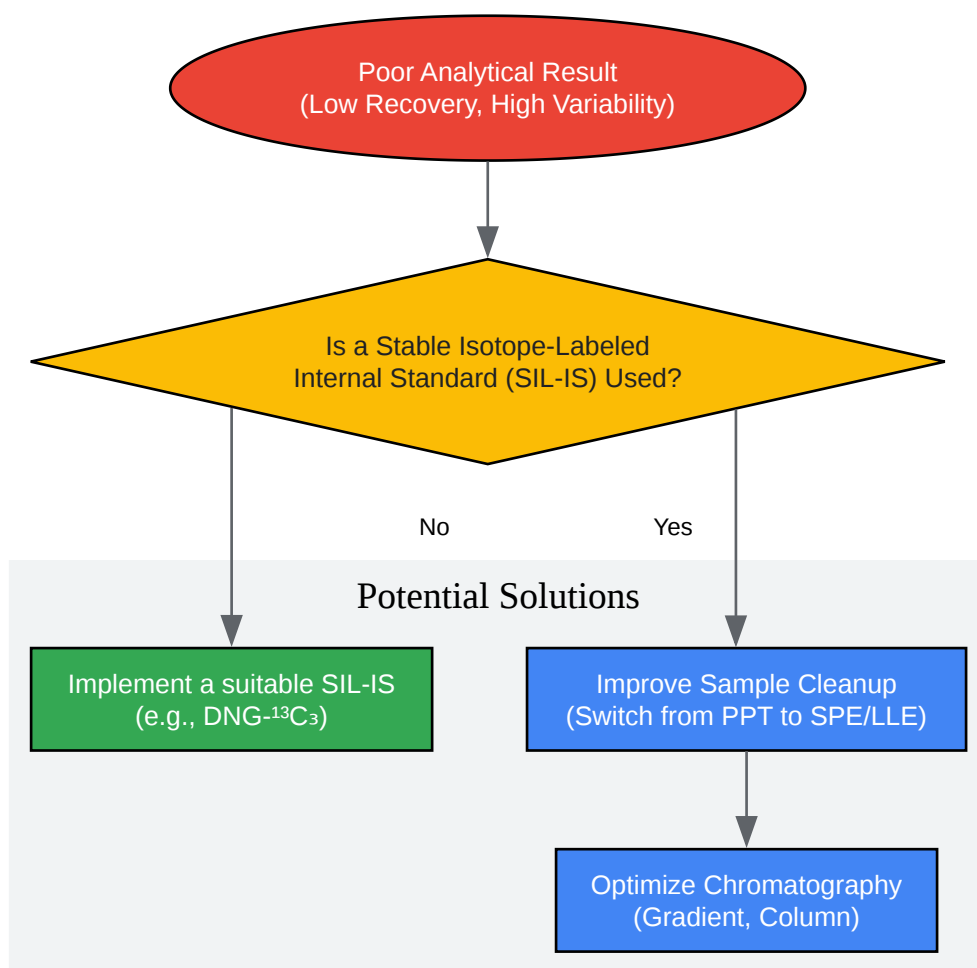 Poor Analytical Result
(Low Recovery, High Variability)
Is a Stable Isotope-Labeled
Internal Standard (SIL-IS) Used?
No
Yes
Potential Solutions
Implement a suitable SIL-IS
(e.g., DNG-¹³C₃)
Improve Sample Cleanup
(Switch from PPT to SPE/LLE)
Optimize Chromatography
(Gradient, Column)